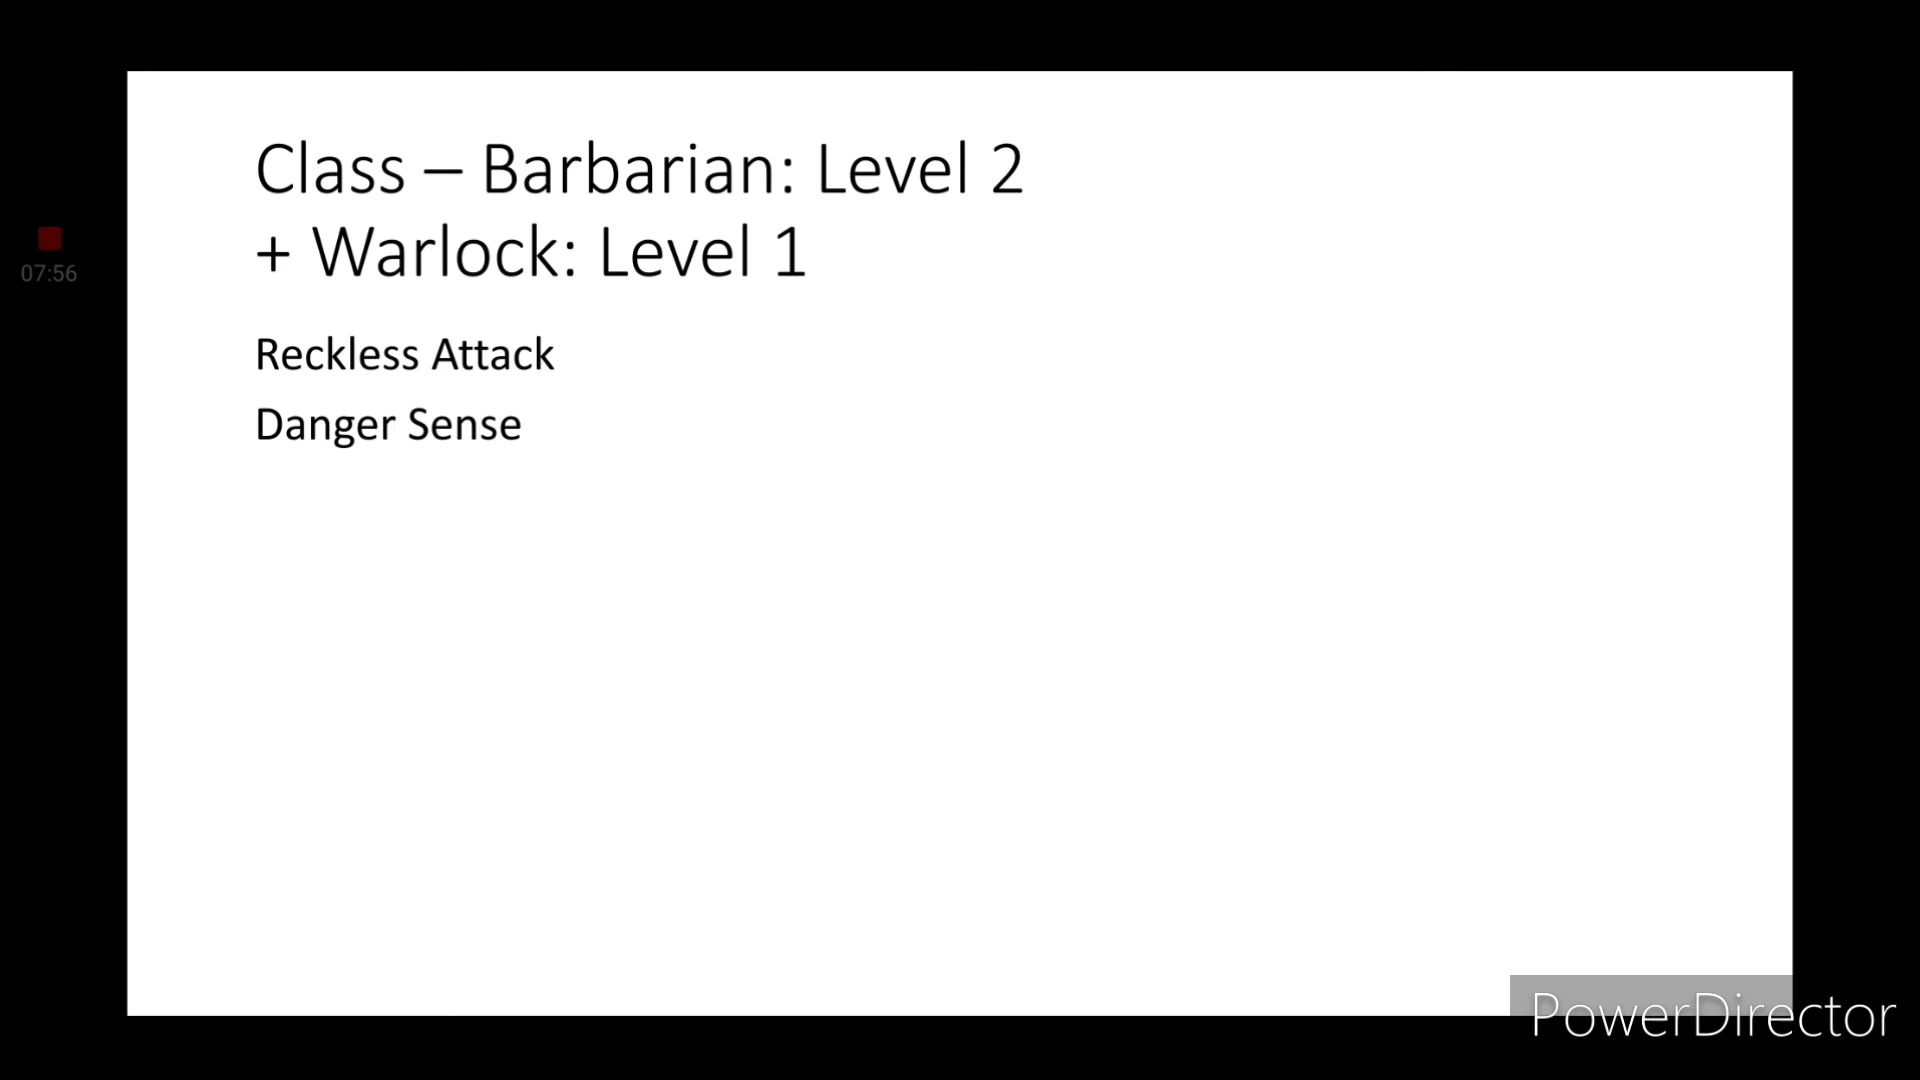 Class – Barbarian: Level 2
+ Warlock: Level 1
07:56
Reckless Attack
Danger Sense
PowerDirector